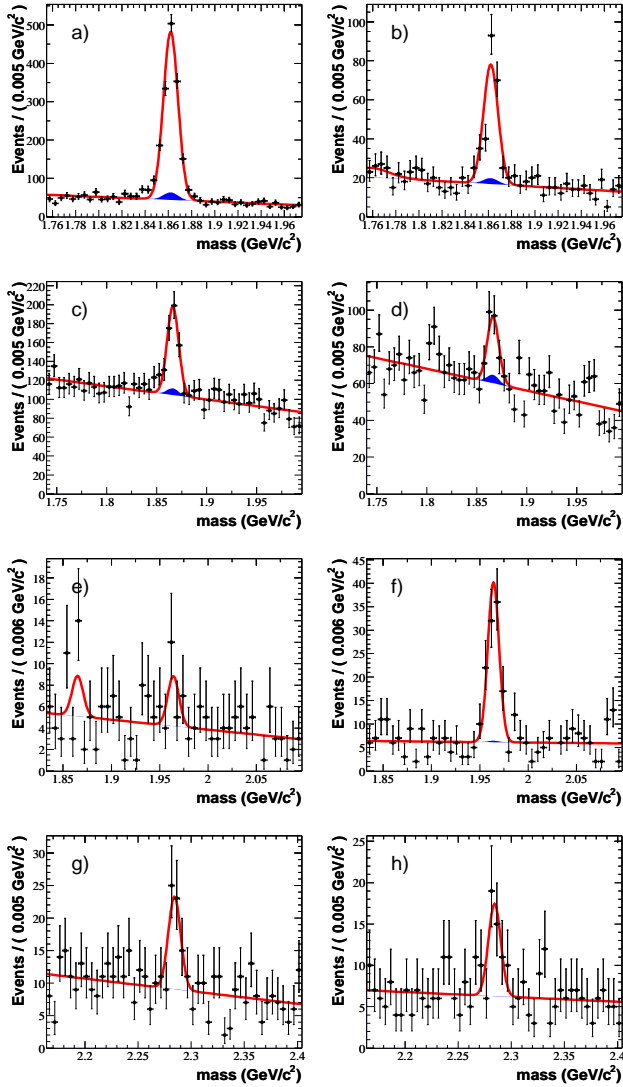 a)
Events / ( 0.005 GeV/c²)
500
400
300
200
100
0
1.76 1.78 1.8 1.82 1.84 1.86 1.88 1.9 1.92 1.94 1.96
mass (GeV/c²)
b)
Events / ( 0.005 GeV/c²)
100
80
60
40
20
0
1.76 1.78 1.8 1.82 1.84 1.86 1.88 1.9 1.92 1.94 1.96
mass (GeV/c²)
c)
Events / ( 0.005 GeV/c²)
220
200
180
160
140
120
100
80
60
40
20
0
1.75 1.8 1.85 1.9 1.95
mass (GeV/c²)
d)
Events / ( 0.005 GeV/c²)
100
80
60
40
20
0
1.75 1.8 1.85 1.9 1.95
mass (GeV/c²)
e)
Events / ( 0.006 GeV/c²)
18
16
14
12
10
8
6
4
2
0
1.85 1.9 1.95 2 2.05
mass (GeV/c²)
f)
Events / ( 0.006 GeV/c²)
45
40
35
30
25
20
15
10
5
0
1.85 1.9 1.95 2 2.05
mass (GeV/c²)
g)
Events / ( 0.005 GeV/c²)
30
25
20
15
10
5
0
2.2 2.25 2.3 2.35 2.4
mass (GeV/c²)
h)
Events / ( 0.005 GeV/c²)
25
20
15
10
5
0
2.2 2.25 2.3 2.35 2.4
mass (GeV/c²)